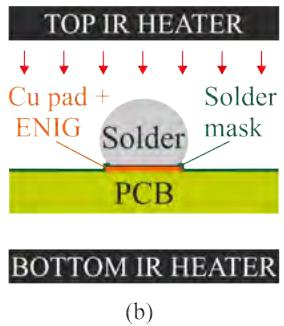 TOP IR HEATER
Cu pad +
ENIG
Solder
mask
Solder
PCB
BOTTOM IR HEATER
(b)